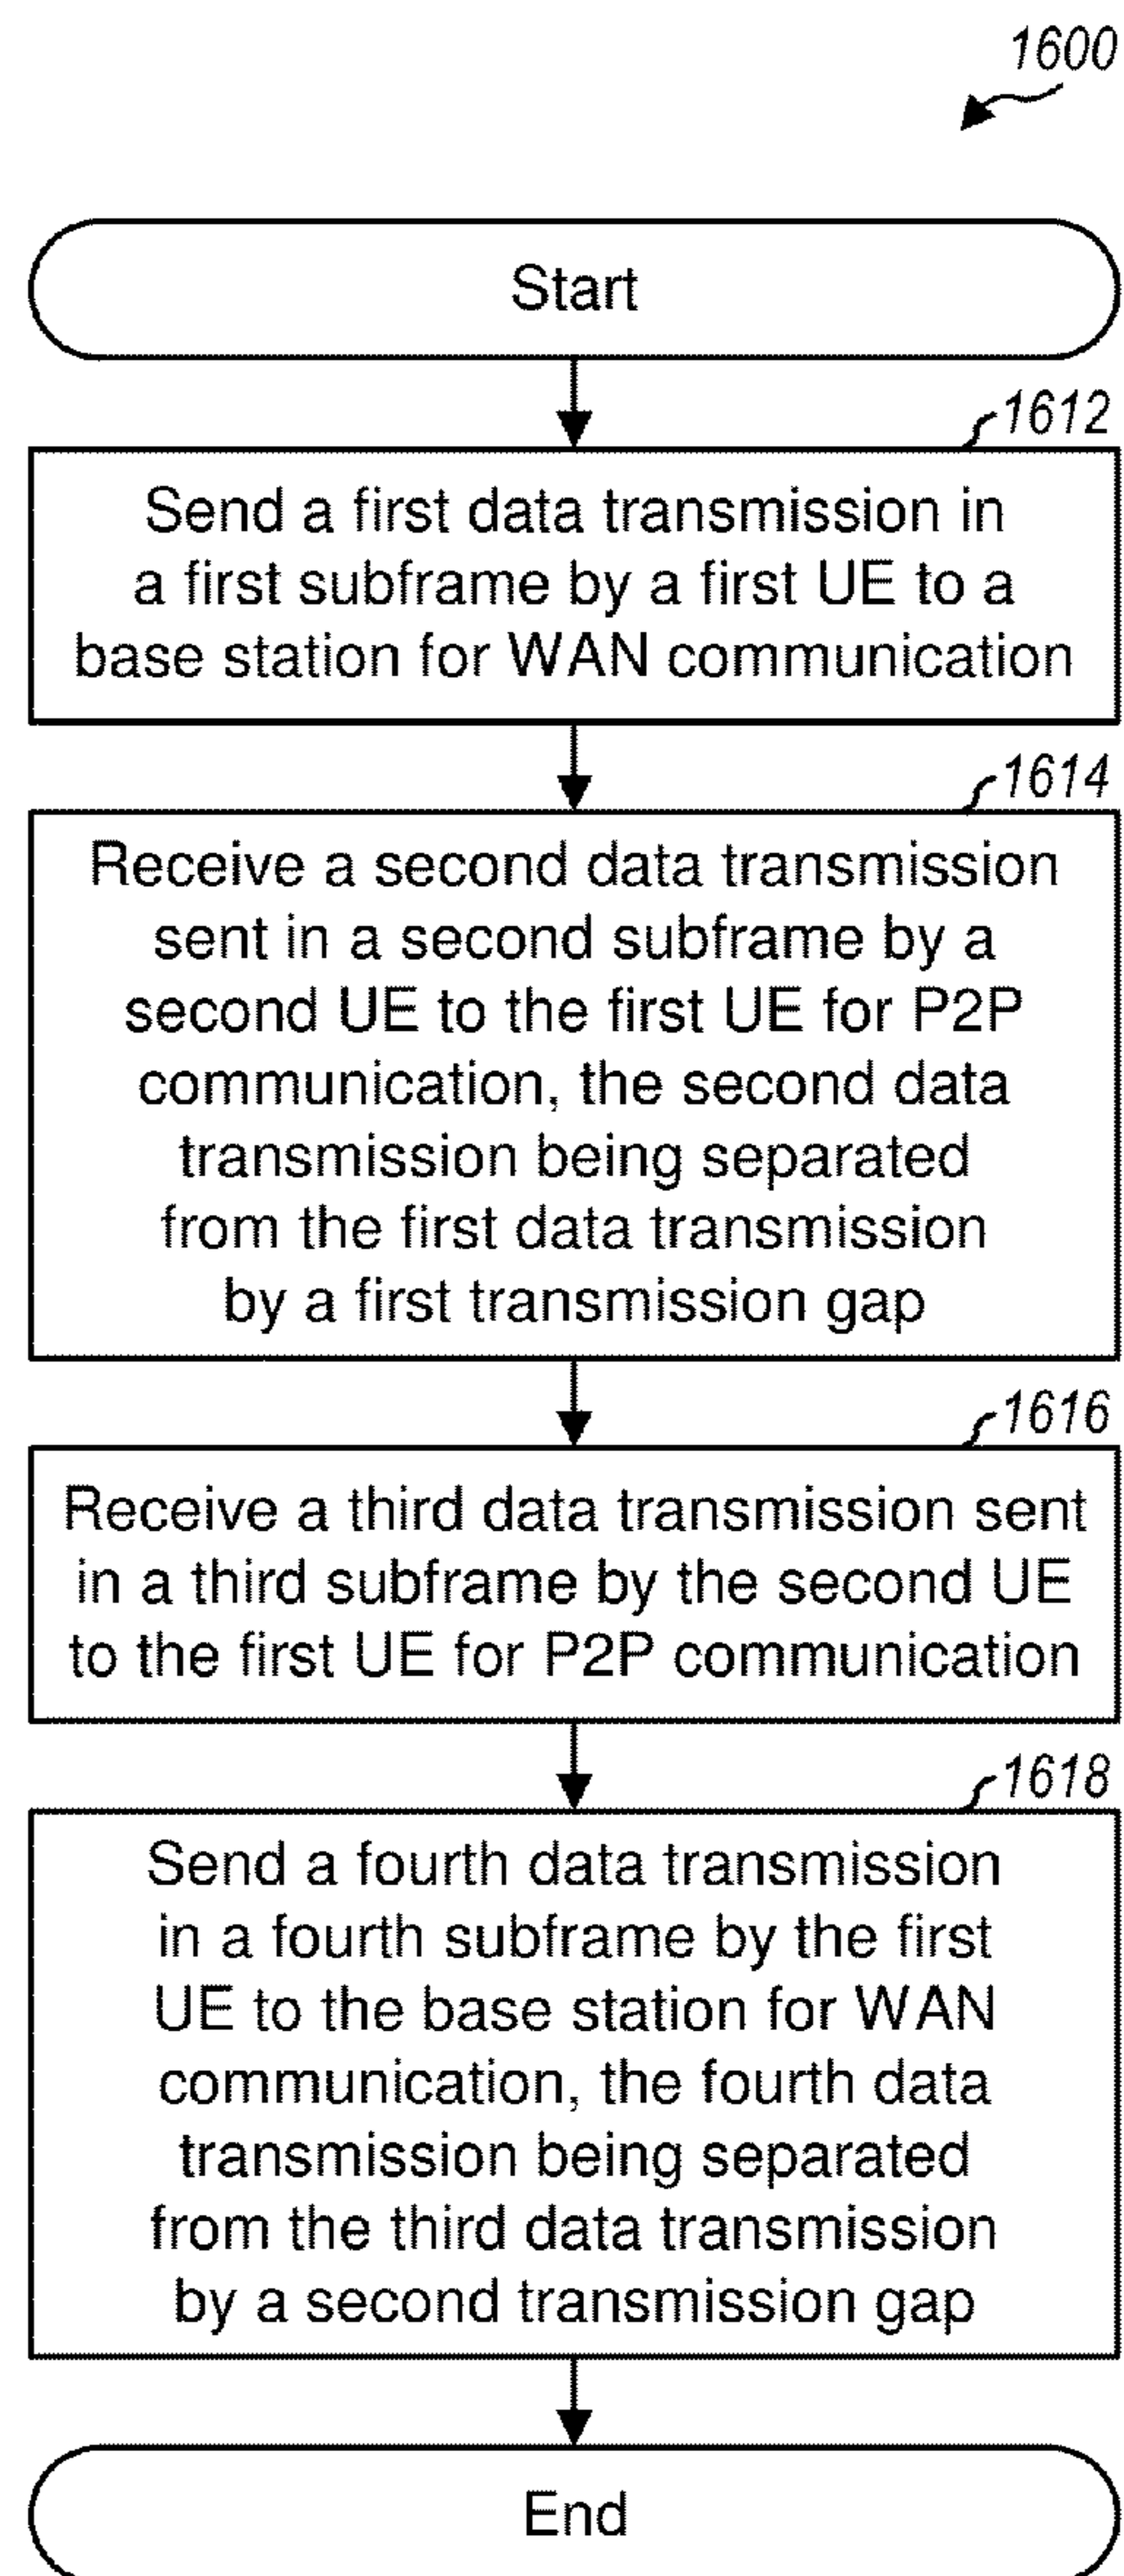 1600
Start
1612
Send a first data transmission in
a first subframe by a first UE to a
base station for WAN communication
1614
Receive a second data transmission
sent in a second subframe by a
second UE to the first UE for P2P
communication, the second data
transmission being separated
from the first data transmission
by a first transmission gap
1616
Receive a third data transmission sent
in a third subframe by the second UE
to the first UE for P2P communication
1618
Send a fourth data transmission
in a fourth subframe by the first
UE to the base station for WAN
communication, the fourth data
transmission being separated
from the third data transmission
by a second transmission gap
End